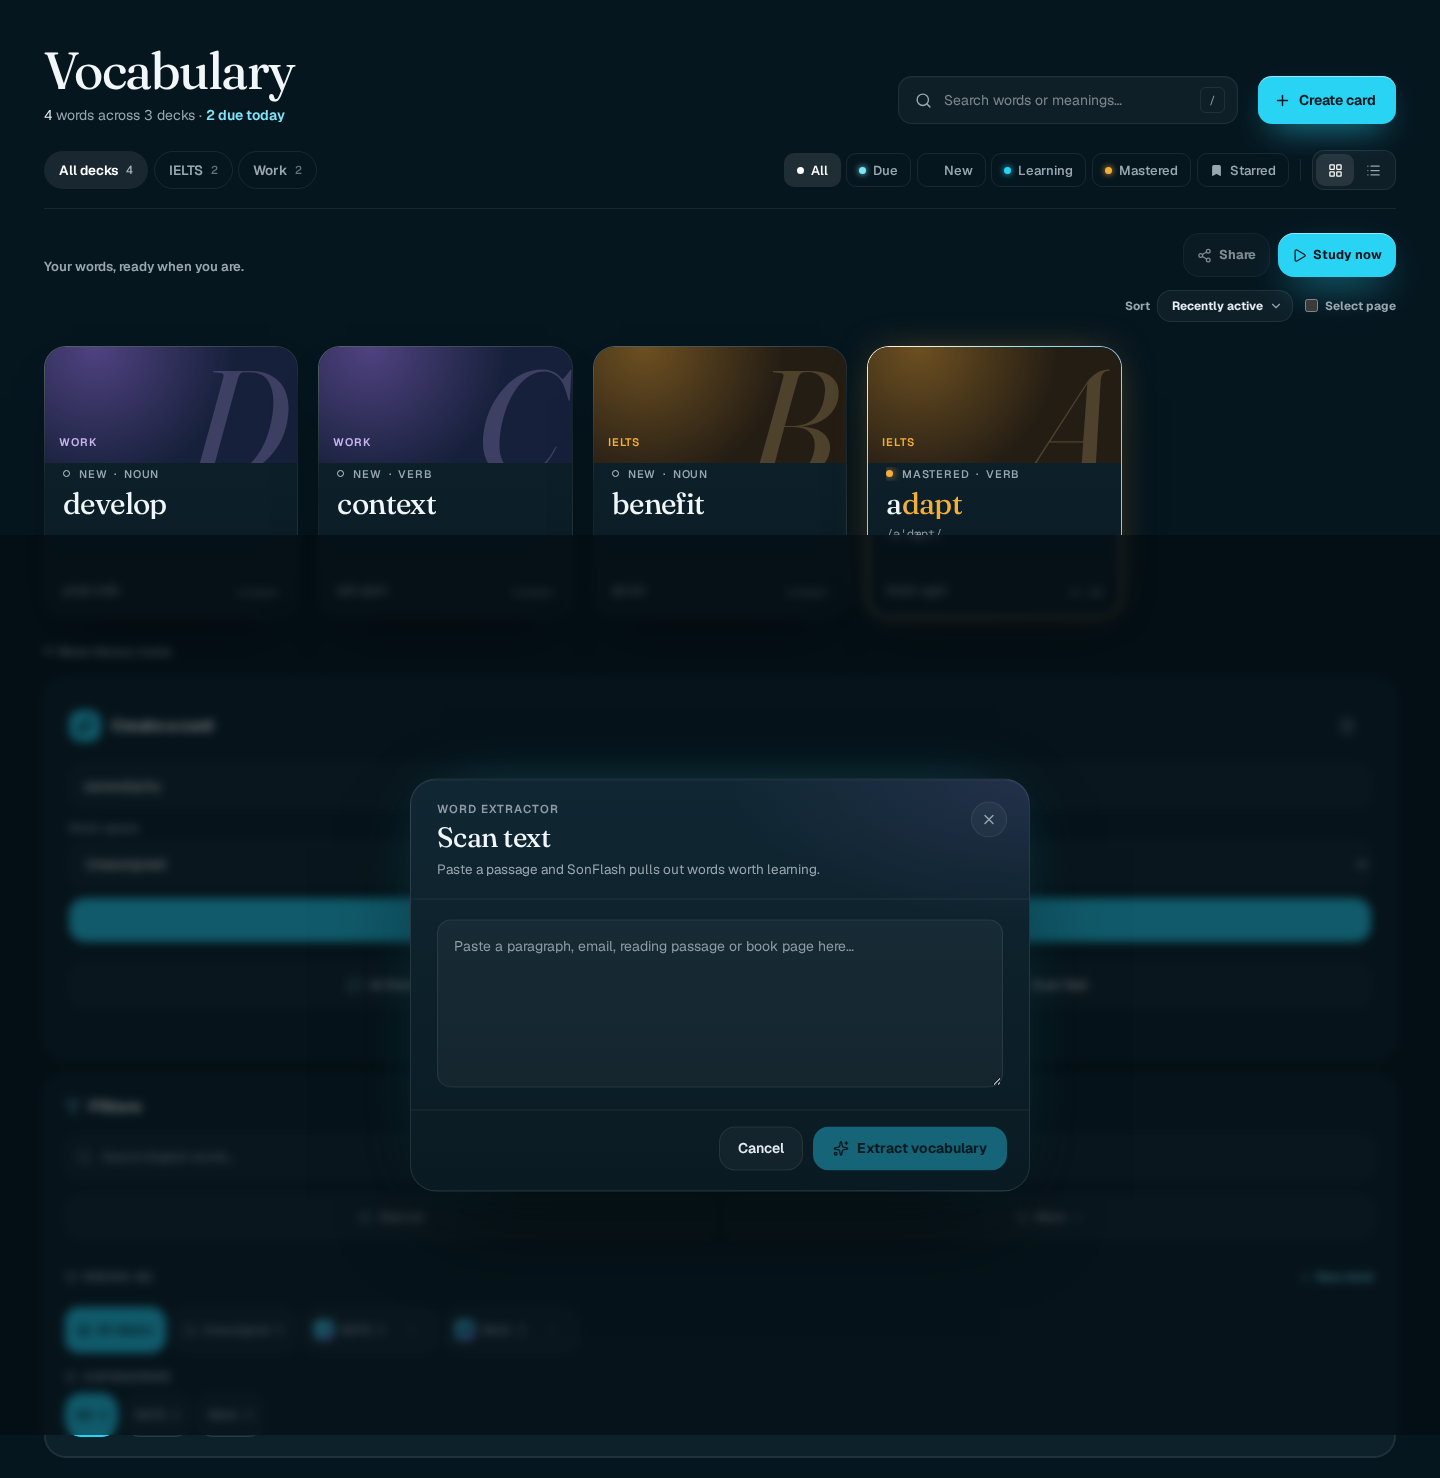 Vocabulary
4 words across 3 decks · 2 due today
Search words or meanings...
/
Create card
All decks 4
IELTS 2
Work 2
All
Due
New
Learning
Mastered
Starred
Your words, ready when you are.
Share
Study now
Sort
Recently active
Select page
D
WORK
NEW · NOUN
develop
C
WORK
NEW · VERB
context
B
IELTS
NEW · NOUN
benefit
A
IELTS
MASTERED · VERB
adapt
/əˈdæpt/
Create a card
Filters
WORD EXTRACTOR
Scan text
Paste a passage and SonFlash pulls out words worth learning.
Paste a paragraph, email, reading passage or book page here...
Cancel
Extract vocabulary